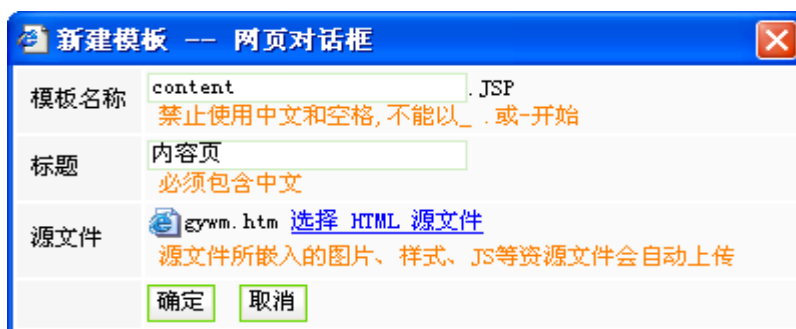 新建模板 -- 网页对话框
模板名称 content .JSP
禁止使用中文和空格,不能以_ .或-开始
标题 内容页
必须包含中文
源文件 gywm.htm 选择 HTML 源文件
源文件所嵌入的图片、样式、JS等资源文件会自动上传
确定 取消